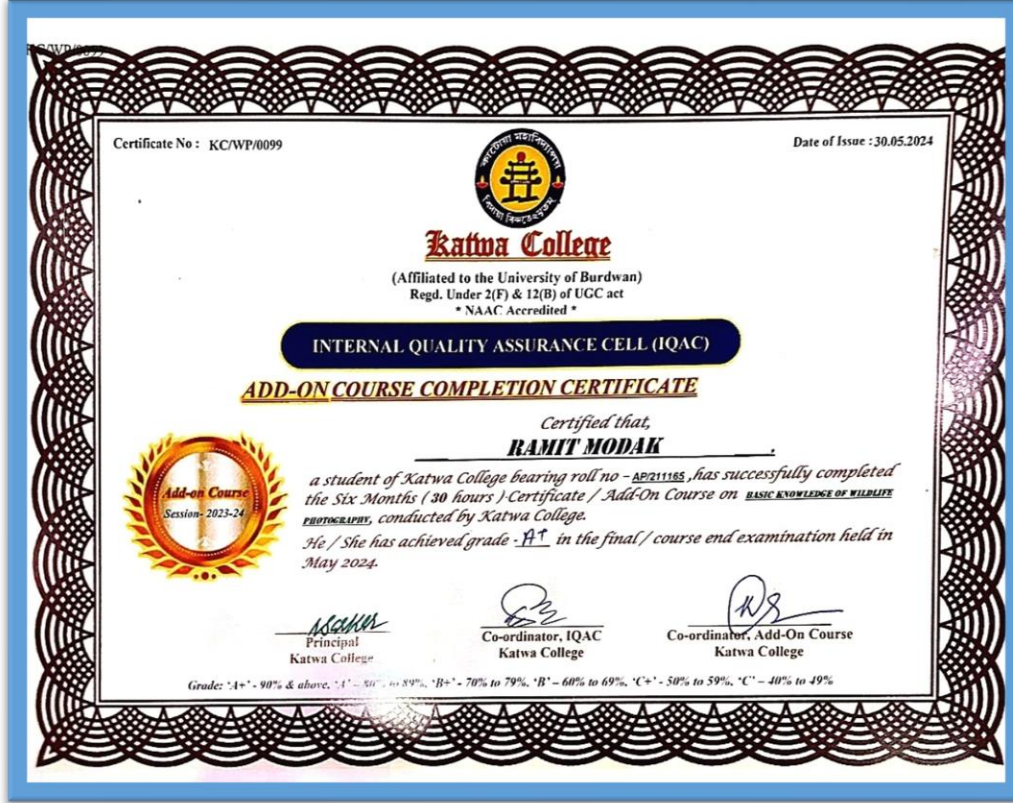 Certificate No : KC/WP/0099
Date of Issue : 30.05.2024
কাটোয়া মহাবিদ্যালয়
Katwa College
(Affiliated to the University of Burdwan)
Regd. Under 2(F) & 12(B) of UGC act
* NAAC Accredited *
INTERNAL QUALITY ASSURANCE CELL (IQAC)
ADD-ON COURSE COMPLETION CERTIFICATE
Certified that,
RAMIT MODAK .
a student of Katwa College bearing roll no - AP/211165 ,has successfully completed
the Six Months ( 30 hours ) Certificate / Add-On Course on BASIC KNOWLEDGE OF WILDLIFE
PHOTOGRAPHY, conducted by Katwa College.
He / She has achieved grade - A+ in the final / course end examination held in
May 2024.
Add-on Course
Session- 2023-24
Principal
Katwa College
Co-ordinator, IQAC
Katwa College
Co-ordinator, Add-On Course
Katwa College
Grade: 'A+' - 90% & above, 'A' – 80% to 89%, 'B+' - 70% to 79%, 'B' – 60% to 69%, 'C+' - 50% to 59%, 'C' – 40% to 49%